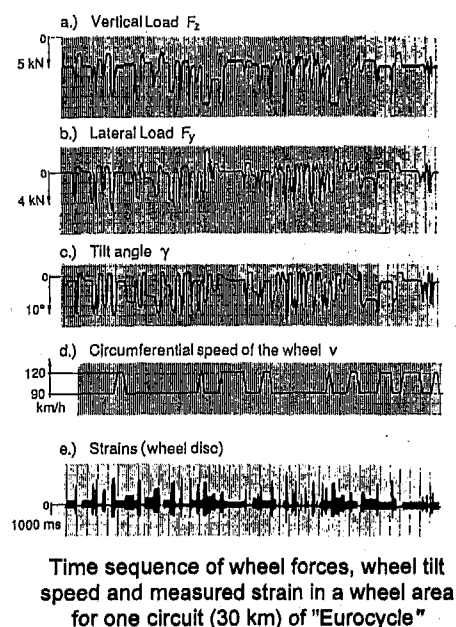 a.) Vertical Load Fz
0
5 kN
b.) Lateral Load Fy
0
4 kN
c.) Tilt angle γ
0
10°
d.) Circumferential speed of the wheel v
120
90
km/h
e.) Strains (wheel disc)
0
1000 ms
Time sequence of wheel forces, wheel tilt
speed and measured strain in a wheel area
for one circuit (30 km) of "Eurocycle"